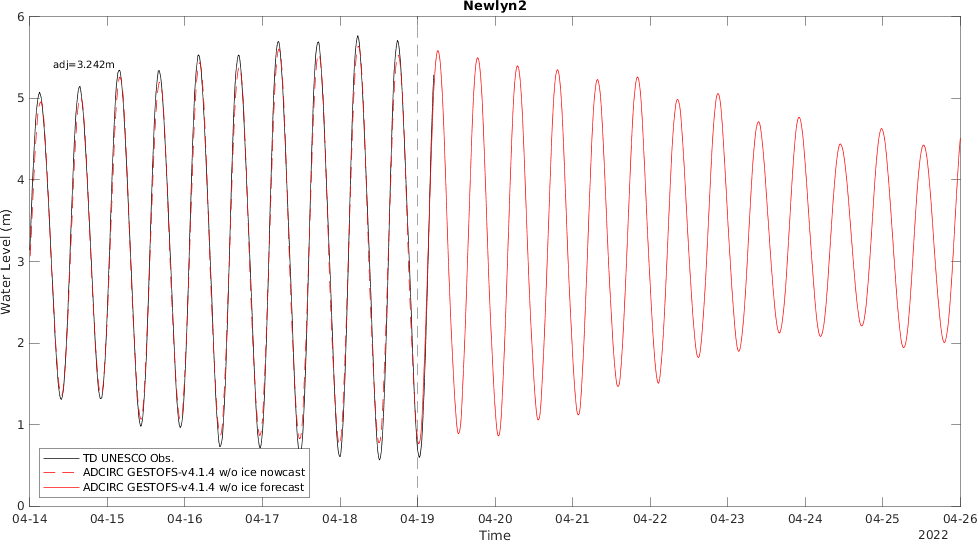 Newlyn2
6
adj=3.242m
5
4
3
2
1
0
Water Level (m)
TD UNESCO Obs.
ADCIRC GESTOFS-v4.1.4 w/o ice nowcast
ADCIRC GESTOFS-v4.1.4 w/o ice forecast
04-14 04-15 04-16 04-17 04-18 04-19 04-20 04-21 04-22 04-23 04-24 04-25 04-26
Time
2022